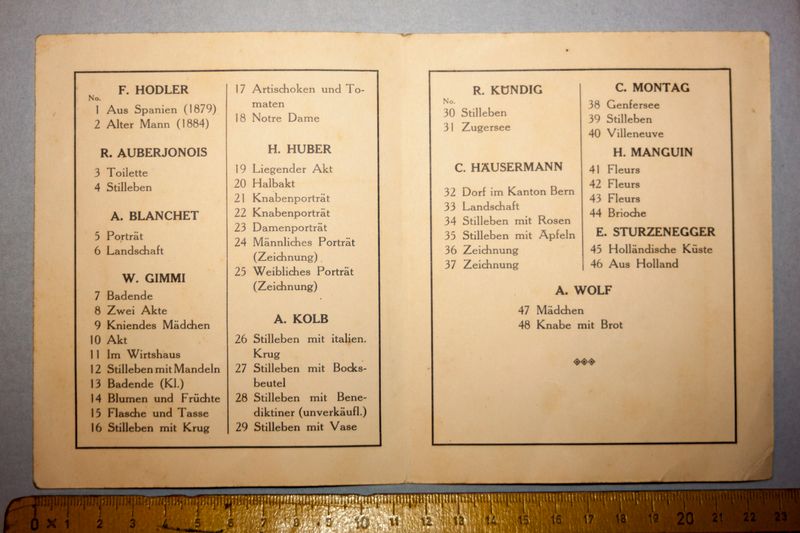 F. HODLER
No.
1 Aus Spanien (1879)
2 Alter Mann (1884)
R. AUBERJONOIS
3 Toilette
4 Stilleben
A. BLANCHET
5 Porträt
6 Landschaft
W. GIMMI
7 Badende
8 Zwei Akte
9 Kniendes Mädchen
10 Akt
11 Im Wirtshaus
12 Stilleben mit Mandeln
13 Badende (Kl.)
14 Blumen und Früchte
15 Flasche und Tasse
16 Stilleben mit Krug
17 Artischoken und To-
maten
18 Notre Dame
H. HUBER
19 Liegender Akt
20 Halbakt
21 Knabenporträt
22 Knabenporträt
23 Damenporträt
24 Männliches Porträt
(Zeichnung)
25 Weibliches Porträt
(Zeichnung)
A. KOLB
26 Stilleben mit italien.
Krug
27 Stilleben mit Bocks-
beutel
28 Stilleben mit Bene-
diktiner (unverkäufl.)
29 Stilleben mit Vase
R. KÜNDIG
No.
30 Stilleben
31 Zugersee
C. HÄUSERMANN
32 Dorf im Kanton Bern
33 Landschaft
34 Stilleben mit Rosen
35 Stilleben mit Äpfeln
36 Zeichnung
37 Zeichnung
C. MONTAG
38 Genfersee
39 Stilleben
40 Villeneuve
H. MANGUIN
41 Fleurs
42 Fleurs
43 Fleurs
44 Brioche
E. STURZENEGGER
45 Holländische Küste
46 Aus Holland
A. WOLF
47 Mädchen
48 Knabe mit Brot
0 x 1 2 3 4 5 6 7 8 9 10 11 12 13 14 15 16 17 18 19 20 21 22 23